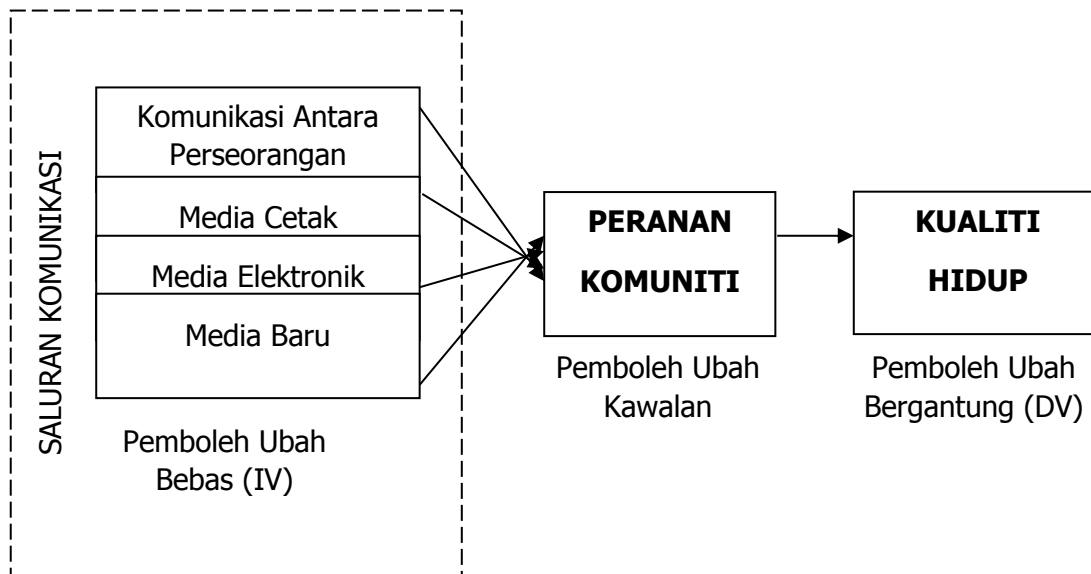 SALURAN KOMUNIKASI
Komunikasi Antara
Perseorangan
Media Cetak
Media Elektronik
Media Baru
Pemboleh Ubah
Bebas (IV)
PERANAN
KOMUNITI
Pemboleh Ubah
Kawalan
KUALITI
HIDUP
Pemboleh Ubah
Bergantung (DV)